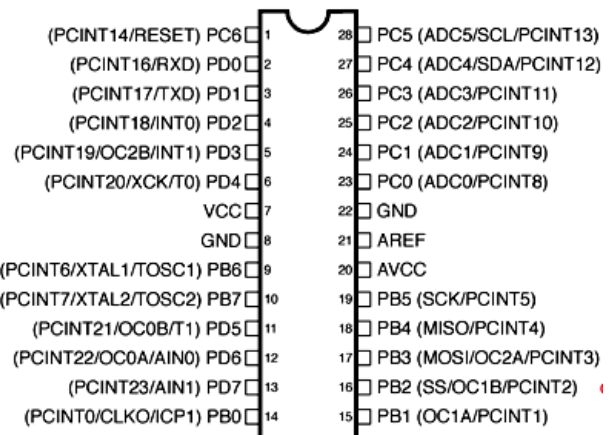 (PCINT14/RESET) PC6 1 28 PC5 (ADC5/SCL/PCINT13)
(PCINT16/RXD) PD0 2 27 PC4 (ADC4/SDA/PCINT12)
(PCINT17/TXD) PD1 3 26 PC3 (ADC3/PCINT11)
(PCINT18/INT0) PD2 4 25 PC2 (ADC2/PCINT10)
(PCINT19/OC2B/INT1) PD3 5 24 PC1 (ADC1/PCINT9)
(PCINT20/XCK/T0) PD4 6 23 PC0 (ADC0/PCINT8)
VCC 7 22 GND
GND 8 21 AREF
(PCINT6/XTAL1/TOSC1) PB6 9 20 AVCC
(PCINT7/XTAL2/TOSC2) PB7 10 19 PB5 (SCK/PCINT5)
(PCINT21/OC0B/T1) PD5 11 18 PB4 (MISO/PCINT4)
(PCINT22/OC0A/AIN0) PD6 12 17 PB3 (MOSI/OC2A/PCINT3)
(PCINT23/AIN1) PD7 13 16 PB2 (SS/OC1B/PCINT2)
(PCINT0/CLKO/ICP1) PB0 14 15 PB1 (OC1A/PCINT1)